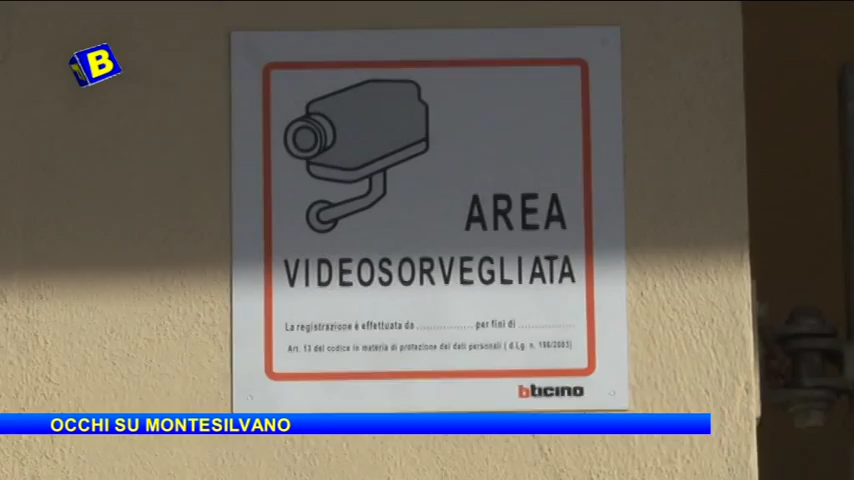 B
AREA
VIDEOSORVEGLIATA
La registrazione è effettuata da ................. per fini di .................
Art. 13 del codice in materia di protezione dei dati personali ( d.Lg. n. 196/2003)
bticino
OCCHI SU MONTESILVANO